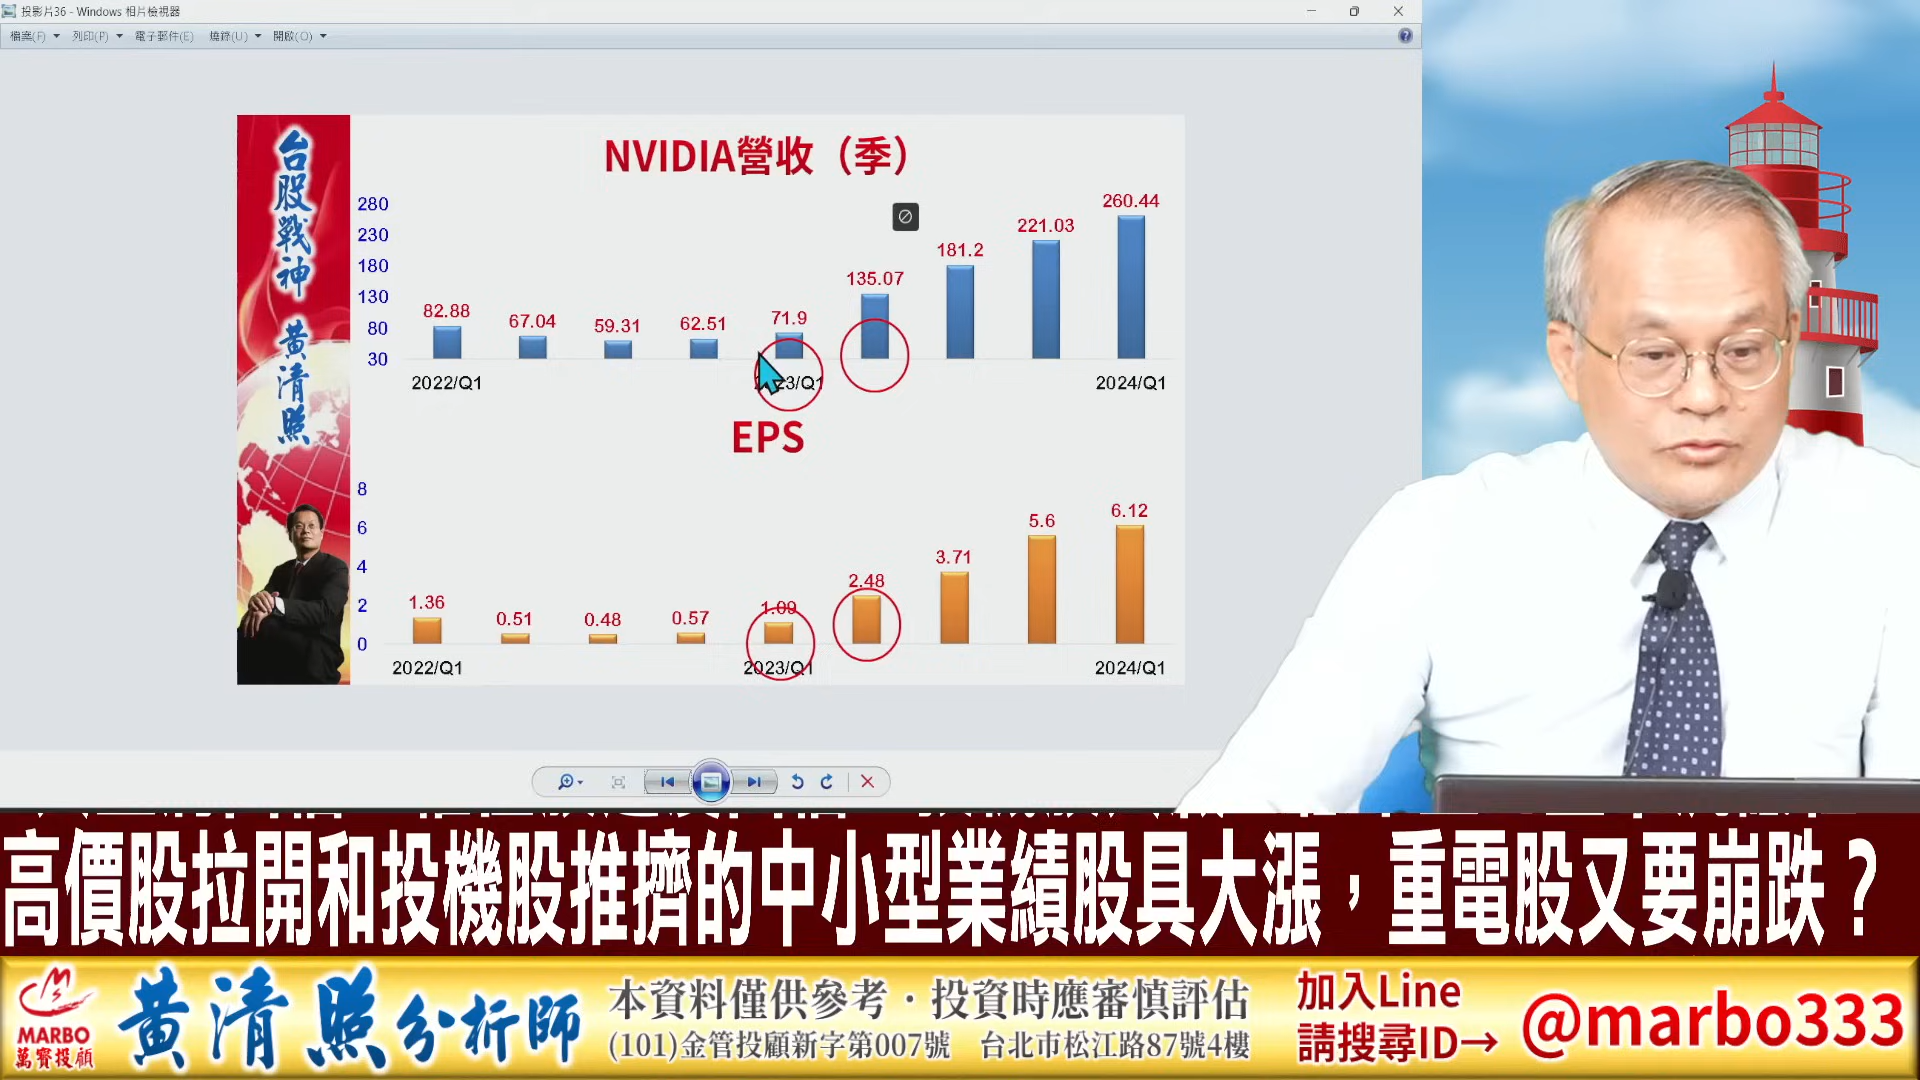 投影片36 - Windows 相片檢視器
檔案(F) 列印(P) 電子郵件(E) 燒錄(U) 開啟(O)
台股戰神 黃清照
NVIDIA營收（季）
280
230
180
130
80
30
82.88 67.04 59.31 62.51 71.9 135.07 181.2 221.03 260.44
2022/Q1 23/Q1 2024/Q1
EPS
8
6
4
2
0
1.36 0.51 0.48 0.57 1.09 2.48 3.71 5.6 6.12
2022/Q1 2023/Q1 2024/Q1
高價股拉開和投機股推擠的中小型業績股具大漲，重電股又要崩跌？
MARBO
萬寶投顧
黃清照分析師
本資料僅供參考・投資時應審慎評估
(101)金管投顧新字第007號 台北市松江路87號4樓
加入Line
請搜尋ID→
@marbo333